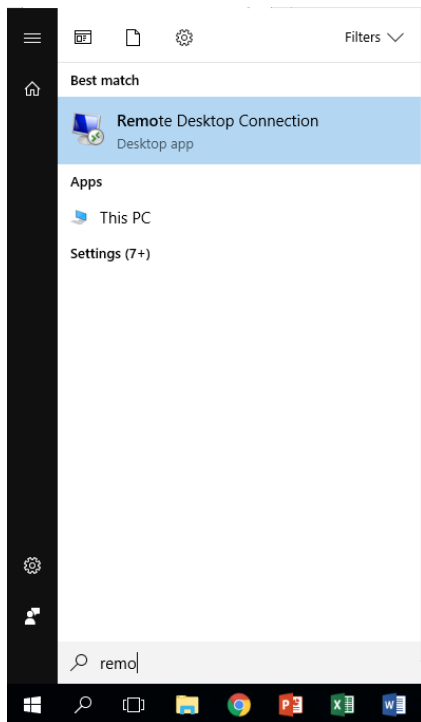 Filters
Best match
Remote Desktop Connection
Desktop app
Apps
This PC
Settings (7+)
remo